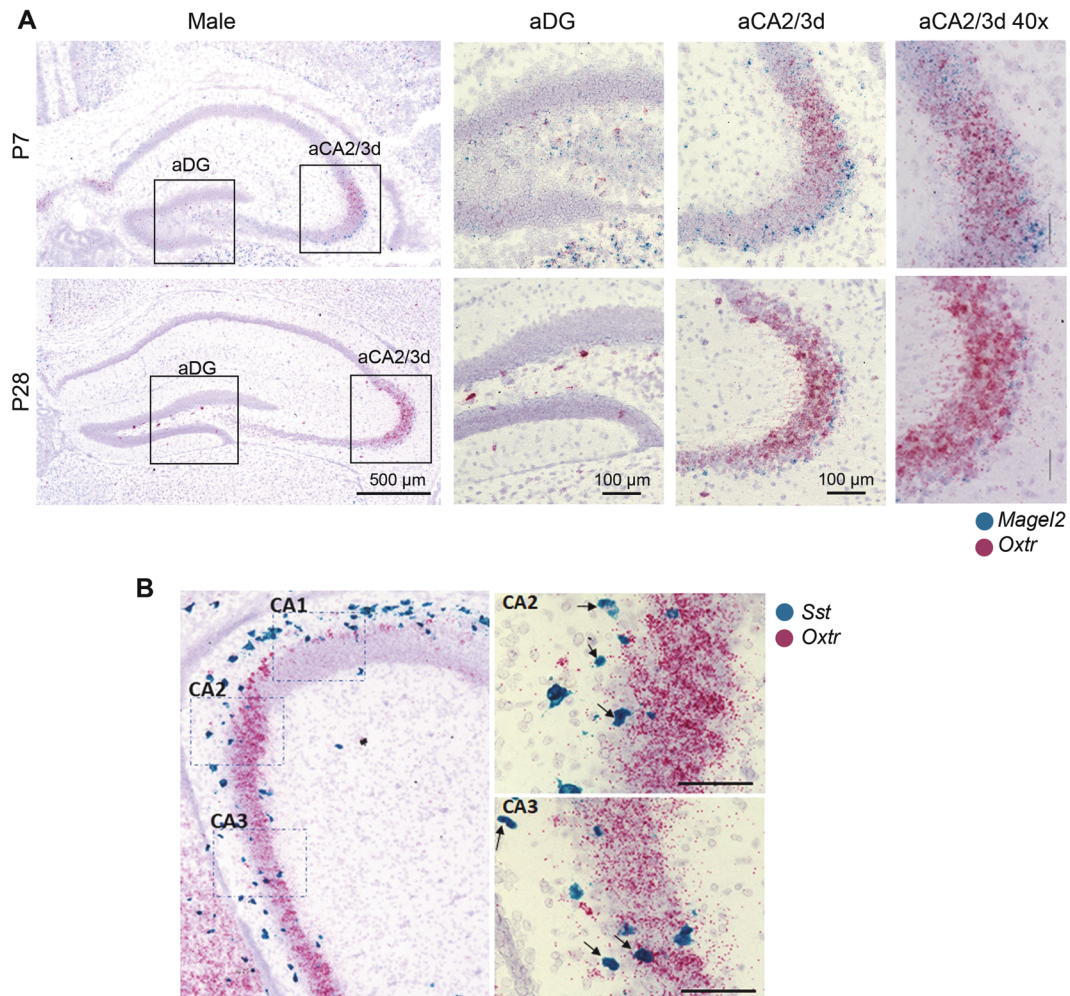 A
Male
aDG
aCA2/3d
aCA2/3d 40x
P7
aDG
aCA2/3d
P28
aDG
aCA2/3d
500 µm
100 µm
100 µm
Magel2
Oxtr
B
CA1
CA2
CA3
CA2
CA3
Sst
Oxtr